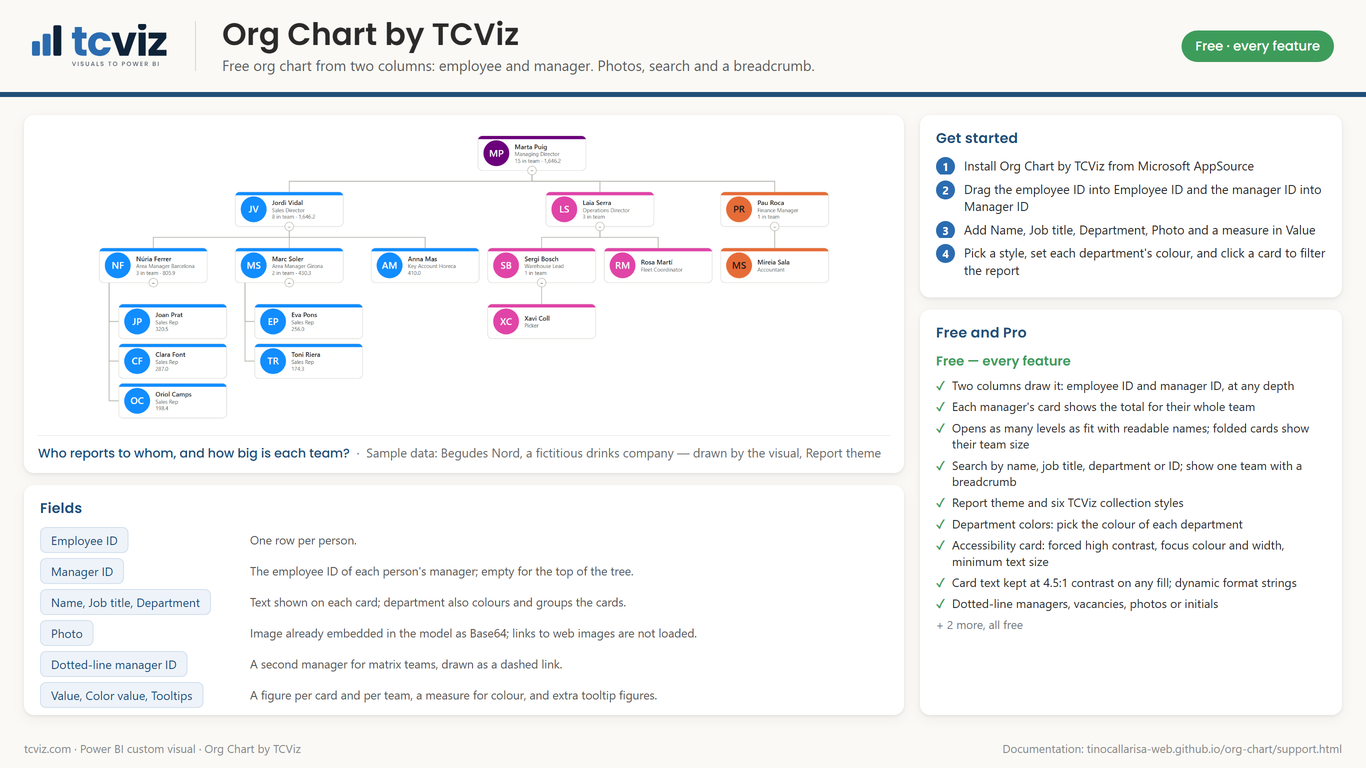 tcviz
VISUALS TO POWER BI
Org Chart by TCViz
Free org chart from two columns: employee and manager. Photos, search and a breadcrumb.
Free · every feature
MP
Marta Puig
Managing Director
15 in team · 1,646.2
JV
Jordi Vidal
Sales Director
8 in team · 1,646.2
LS
Laia Serra
Operations Director
3 in team
PR
Pau Roca
Finance Manager
1 in team
NF
Núria Ferrer
Area Manager Barcelona
3 in team · 805.9
MS
Marc Soler
Area Manager Girona
2 in team · 430.3
AM
Anna Mas
Key Account Horeca
410.0
SB
Sergi Bosch
Warehouse Lead
1 in team
RM
Rosa Martí
Fleet Coordinator
MS
Mireia Sala
Accountant
JP
Joan Prat
Sales Rep
320.5
EP
Eva Pons
Sales Rep
256.0
XC
Xavi Coll
Picker
CF
Clara Font
Sales Rep
287.0
TR
Toni Riera
Sales Rep
174.3
OC
Oriol Camps
Sales Rep
198.4
Who reports to whom, and how big is each team? · Sample data: Begudes Nord, a fictitious drinks company — drawn by the visual, Report theme
Fields
Employee ID
One row per person.
Manager ID
The employee ID of each person's manager; empty for the top of the tree.
Name, Job title, Department
Text shown on each card; department also colours and groups the cards.
Photo
Image already embedded in the model as Base64; links to web images are not loaded.
Dotted-line manager ID
A second manager for matrix teams, drawn as a dashed link.
Value, Color value, Tooltips
A figure per card and per team, a measure for colour, and extra tooltip figures.
Get started
1 Install Org Chart by TCViz from Microsoft AppSource
2 Drag the employee ID into Employee ID and the manager ID into
Manager ID
3 Add Name, Job title, Department, Photo and a measure in Value
4 Pick a style, set each department's colour, and click a card to filter
the report
Free and Pro
Free — every feature
✓ Two columns draw it: employee ID and manager ID, at any depth
✓ Each manager's card shows the total for their whole team
✓ Opens as many levels as fit with readable names; folded cards show
their team size
✓ Search by name, job title, department or ID; show one team with a
breadcrumb
✓ Report theme and six TCViz collection styles
✓ Department colors: pick the colour of each department
✓ Accessibility card: forced high contrast, focus colour and width,
minimum text size
✓ Card text kept at 4.5:1 contrast on any fill; dynamic format strings
✓ Dotted-line managers, vacancies, photos or initials
+ 2 more, all free
tcviz.com · Power BI custom visual · Org Chart by TCViz
Documentation: tinocallarisa-web.github.io/org-chart/support.html